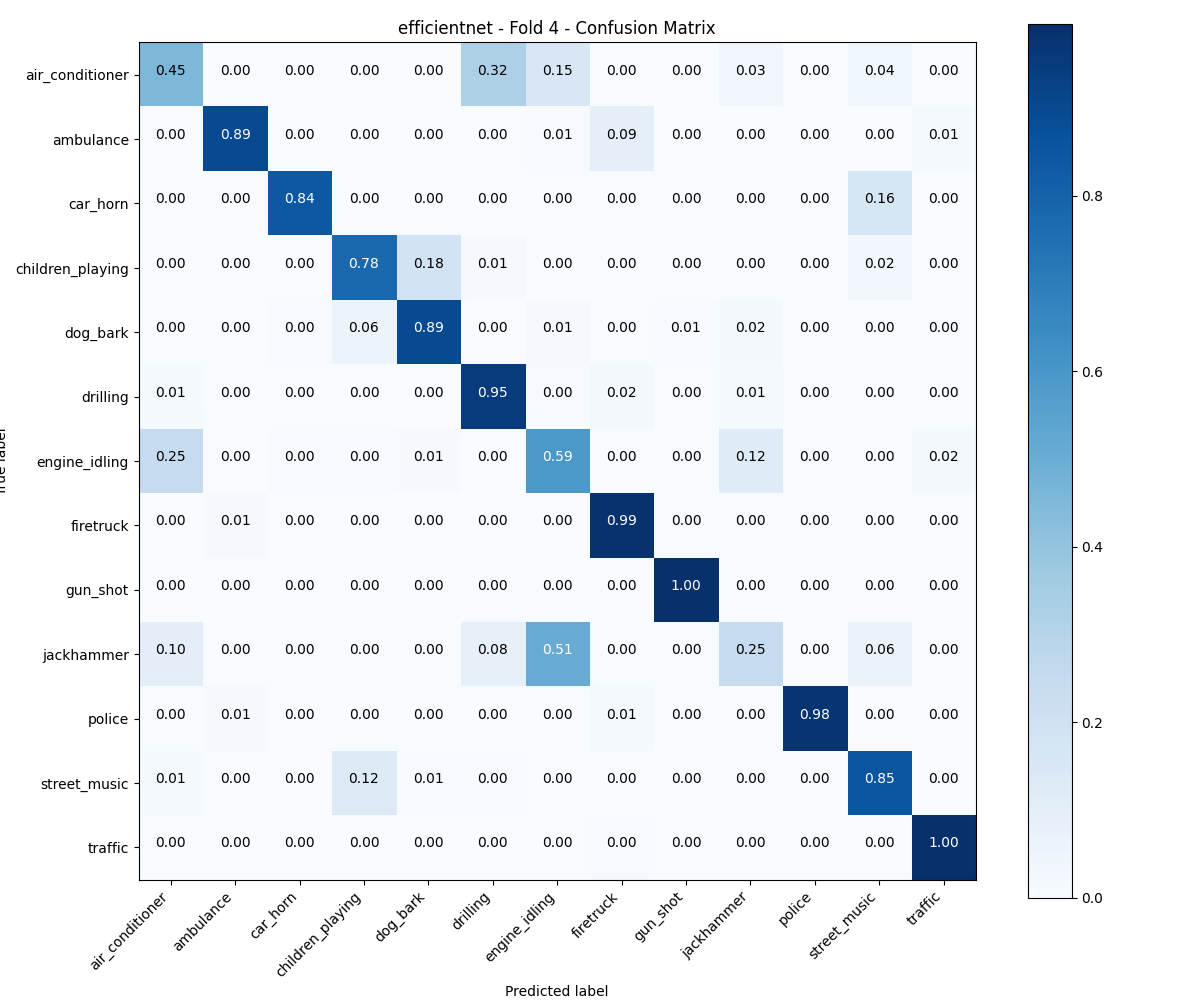 efficientnet - Fold 4 - Confusion Matrix
air_conditioner 0.45 0.00 0.00 0.00 0.00 0.32 0.15 0.00 0.00 0.03 0.00 0.04 0.00
ambulance 0.00 0.89 0.00 0.00 0.00 0.00 0.01 0.09 0.00 0.00 0.00 0.00 0.01
car_horn 0.00 0.00 0.84 0.00 0.00 0.00 0.00 0.00 0.00 0.00 0.00 0.16 0.00
children_playing 0.00 0.00 0.00 0.78 0.18 0.01 0.00 0.00 0.00 0.00 0.00 0.02 0.00
dog_bark 0.00 0.00 0.00 0.06 0.89 0.00 0.01 0.00 0.01 0.02 0.00 0.00 0.00
drilling 0.01 0.00 0.00 0.00 0.00 0.95 0.00 0.02 0.00 0.01 0.00 0.00 0.00
engine_idling 0.25 0.00 0.00 0.00 0.01 0.00 0.59 0.00 0.00 0.12 0.00 0.00 0.02
firetruck 0.00 0.01 0.00 0.00 0.00 0.00 0.00 0.99 0.00 0.00 0.00 0.00 0.00
gun_shot 0.00 0.00 0.00 0.00 0.00 0.00 0.00 0.00 1.00 0.00 0.00 0.00 0.00
jackhammer 0.10 0.00 0.00 0.00 0.00 0.08 0.51 0.00 0.00 0.25 0.00 0.06 0.00
police 0.00 0.01 0.00 0.00 0.00 0.00 0.00 0.01 0.00 0.00 0.98 0.00 0.00
street_music 0.01 0.00 0.00 0.12 0.01 0.00 0.00 0.00 0.00 0.00 0.00 0.85 0.00
traffic 0.00 0.00 0.00 0.00 0.00 0.00 0.00 0.00 0.00 0.00 0.00 0.00 1.00
air_conditioner ambulance car_horn children_playing dog_bark drilling engine_idling firetruck gun_shot jackhammer police street_music traffic
Predicted label
label
0.8
0.6
0.4
0.2
0.0